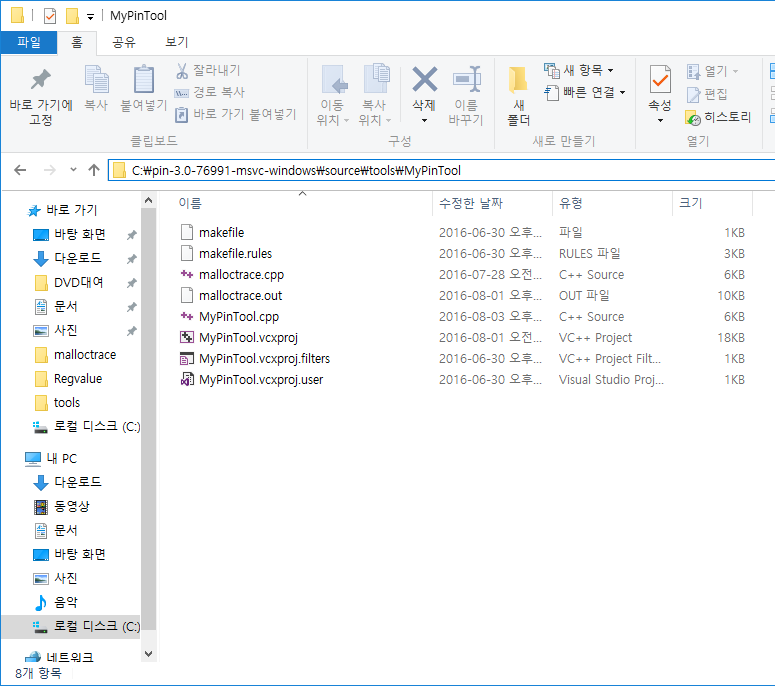 MyPinTool
파일 홈 공유 보기
바로 가기에 고정
복사
붙여넣기
잘라내기
경로 복사
바로 가기 붙여넣기
클립보드
이동 위치
복사 위치
삭제
이름 바꾸기
구성
새 폴더
새 항목
빠른 연결
새로 만들기
속성
열기
편집
히스토리
열기
C:₩pin-3.0-76991-msvc-windows₩source₩tools₩MyPinTool
바로 가기
바탕 화면
다운로드
DVD대여
문서
사진
malloctrace
Regvalue
tools
로컬 디스크 (C:)
내 PC
다운로드
동영상
문서
바탕 화면
사진
음악
로컬 디스크 (C:)
네트워크
이름 수정한 날짜 유형 크기
makefile 2016-06-30 오후... 파일 1KB
makefile.rules 2016-06-30 오후... RULES 파일 3KB
malloctrace.cpp 2016-07-28 오전... C++ Source 6KB
malloctrace.out 2016-08-01 오후... OUT 파일 10KB
MyPinTool.cpp 2016-08-03 오후... C++ Source 6KB
MyPinTool.vcxproj 2016-08-01 오전... VC++ Project 18KB
MyPinTool.vcxproj.filters 2016-06-30 오후... VC++ Project Filt... 1KB
MyPinTool.vcxproj.user 2016-06-30 오후... Visual Studio Proj... 1KB
8개 항목